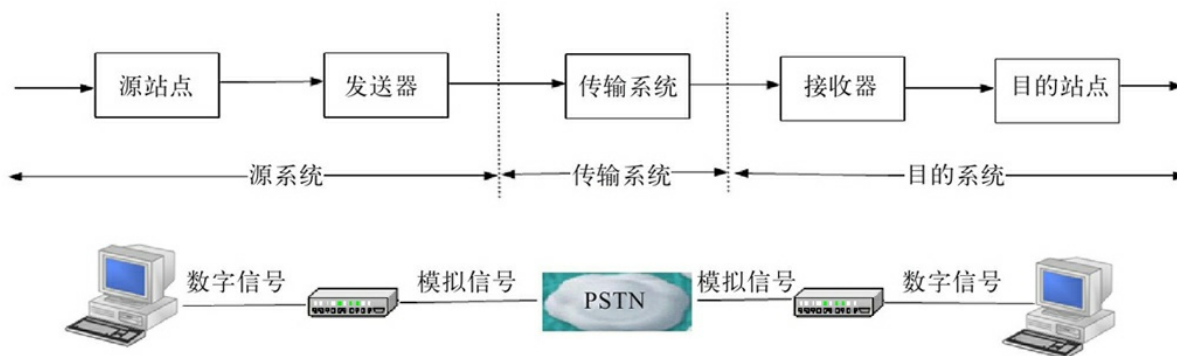 源站点 发送器 传输系统 接收器 目的站点
源系统 传输系统 目的系统
数字信号 模拟信号 PSTN 模拟信号 数字信号